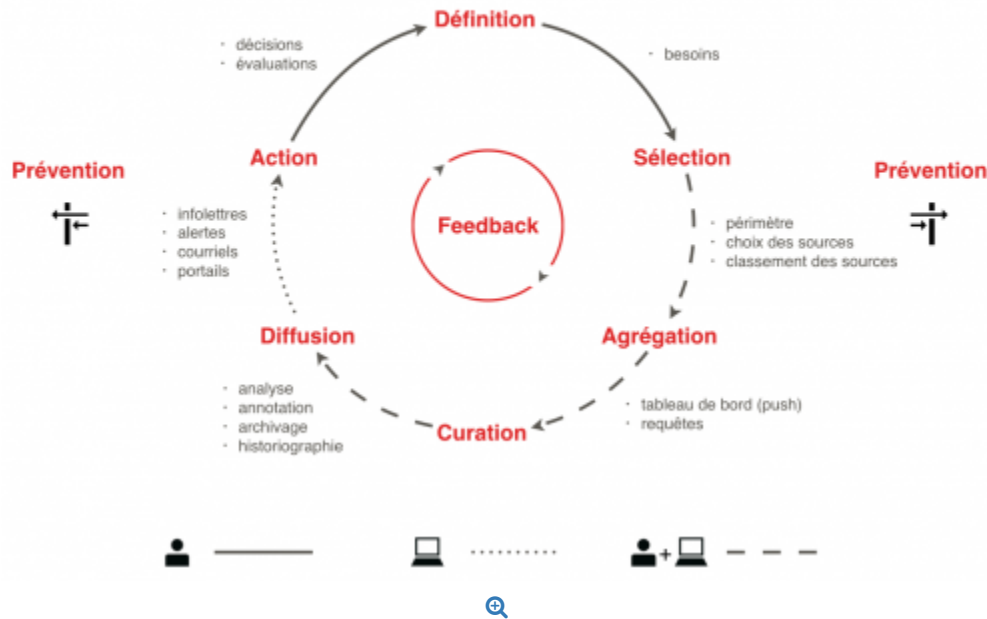 Définition
· décisions
· évaluations
· besoins
Action
Sélection
Prévention
Prévention
Feedback
· infolettres
· alertes
· courriels
· portails
· périmètre
· choix des sources
· classement des sources
Diffusion
Agrégation
· analyse
· annotation
· archivage
· historiographie
· tableau de bord (push)
· requêtes
Curation
+